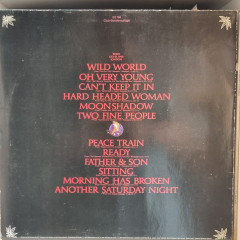 WILD WORLD
OH VERY YOUNG
CAN'T KEEP IT IN
HARD HEADED WOMAN
MOONSHADOW
TWO FINE PEOPLE
PEACE TRAIN
READY
FATHER & SON
SITTING
MORNING HAS BROKEN
ANOTHER SATURDAY NIGHT